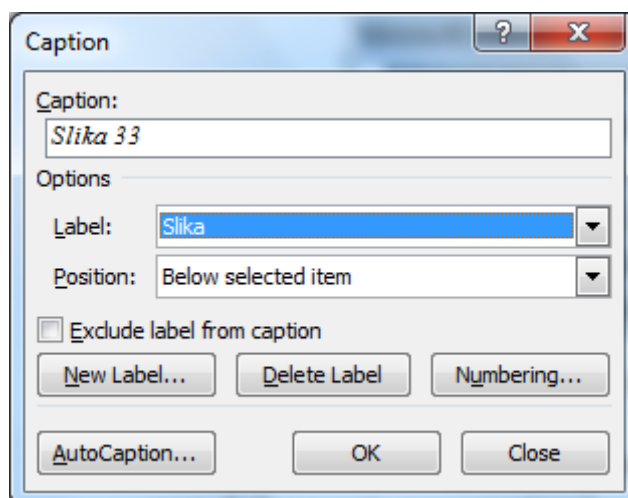 Caption
?
X
Caption:
Slika 33
Options
Label: Slika
Position: Below selected item
Exclude label from caption
New Label... Delete Label Numbering...
AutoCaption... OK Close